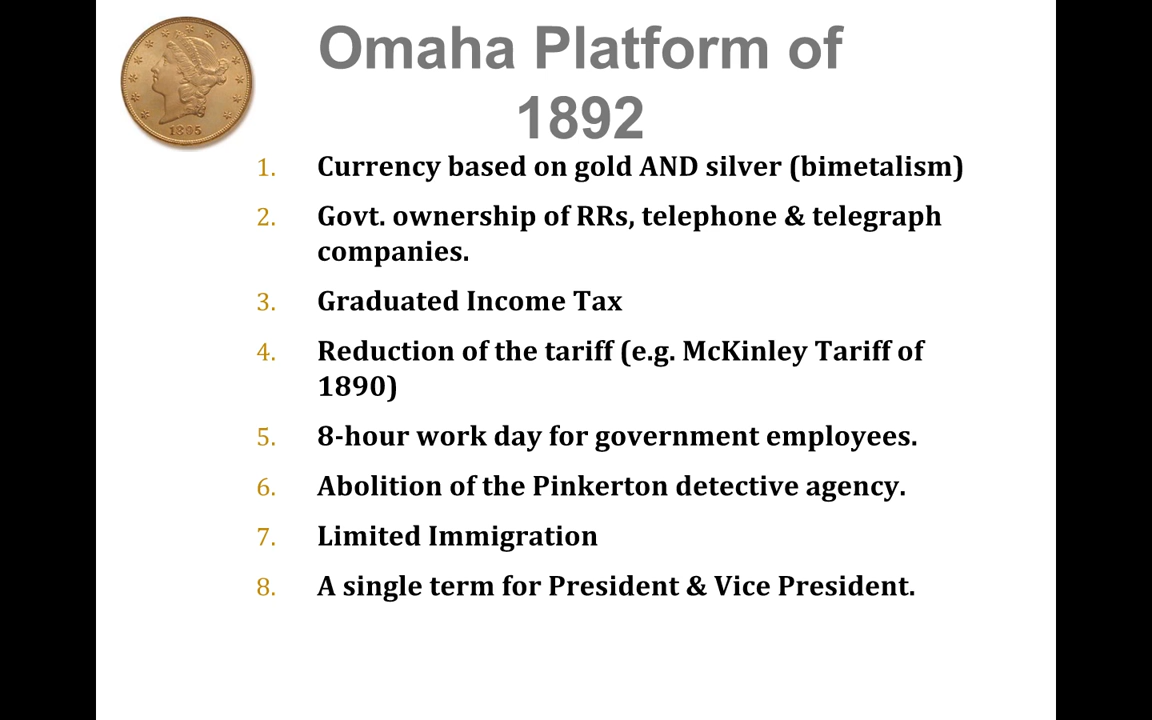 Omaha Platform of
1892
1. Currency based on gold AND silver (bimetalism)
2. Govt. ownership of RRs, telephone & telegraph
companies.
3. Graduated Income Tax
4. Reduction of the tariff (e.g. McKinley Tariff of
1890)
5. 8-hour work day for government employees.
6. Abolition of the Pinkerton detective agency.
7. Limited Immigration
8. A single term for President & Vice President.
1895